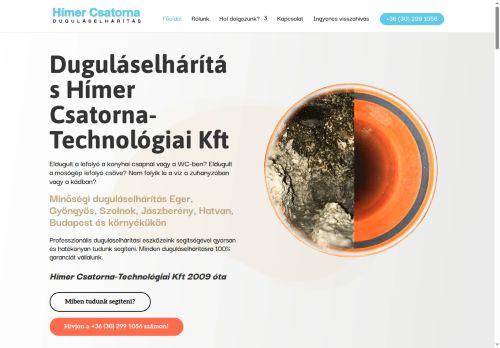 Hímer Csatorna
DUGULÁSELHÁRÍTÁS
Főoldal Rólunk Hol dolgozunk? 3 Kapcsolat Ingyenes visszahívás +36 (30) 299 1056
Duguláselhárítá
s Hímer
Csatorna-
Technológiai Kft
Eldugult a lefolyó a konyhai csapnál vagy a WC-ben? Eldugult
a mosógép lefolyó csöve? Nem folyik le a víz a zuhanyzóban
vagy a kádban?
Minőségi duguláselhárítás Eger,
Gyöngyös, Szolnok, Jászberény, Hatvan,
Budapest és környékükön
Professzionális duguláselhárítási eszközeink segítségével gyorsan
és hatékonyan tudunk segíteni. Minden duguláselhárításra 100%
garanciát vállalunk.
Hímer Csatorna-Technológiai Kft 2009 óta
Miben tudunk segíteni?
Hívjon a +36 (30) 299 1056 számon!